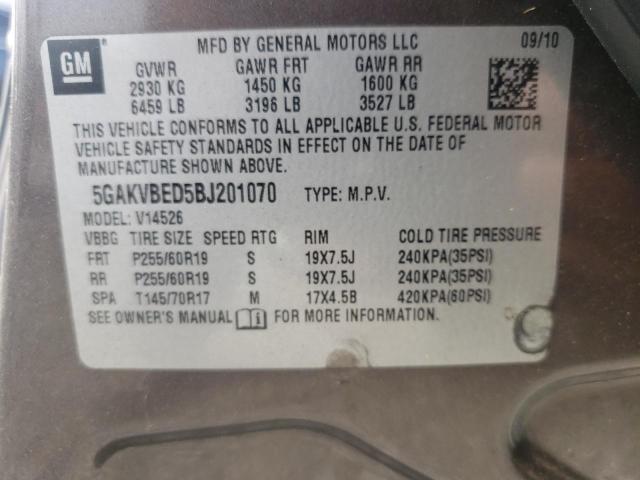 GM
MFD BY GENERAL MOTORS LLC 09/10
GVWR GAWR FRT GAWR RR
2930 KG 1450 KG 1600 KG
6459 LB 3196 LB 3527 LB
THIS VEHICLE CONFORMS TO ALL APPLICABLE U.S. FEDERAL MOTOR
VEHICLE SAFETY STANDARDS IN EFFECT ON THE DATE OF
MANUFACTURE SHOWN ABOVE.
5GAKVBED5BJ201070 TYPE: M.P.V.
MODEL: V14526
VBBG TIRE SIZE SPEED RTG RIM COLD TIRE PRESSURE
FRT P255/60R19 S 19X7.5J 240KPA(35PSI)
RR P255/60R19 S 19X7.5J 240KPA(35PSI)
SPA T145/70R17 M 17X4.5B 420KPA(60PSI)
SEE OWNER'S MANUAL FOR MORE INFORMATION.